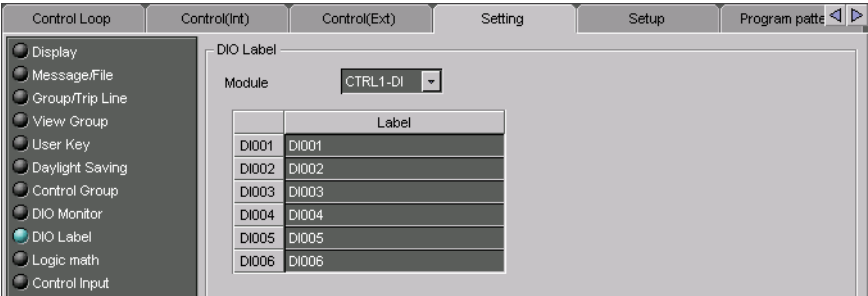 Control Loop Control(Int) Control(Ext) Setting Setup Program patte
Display
Message/File
Group/Trip Line
View Group
User Key
Daylight Saving
Control Group
DIO Monitor
DIO Label
Logic math
Control Input
DIO Label
Module CTRL1-DI
Label
DI001 DI001
DI002 DI002
DI003 DI003
DI004 DI004
DI005 DI005
DI006 DI006